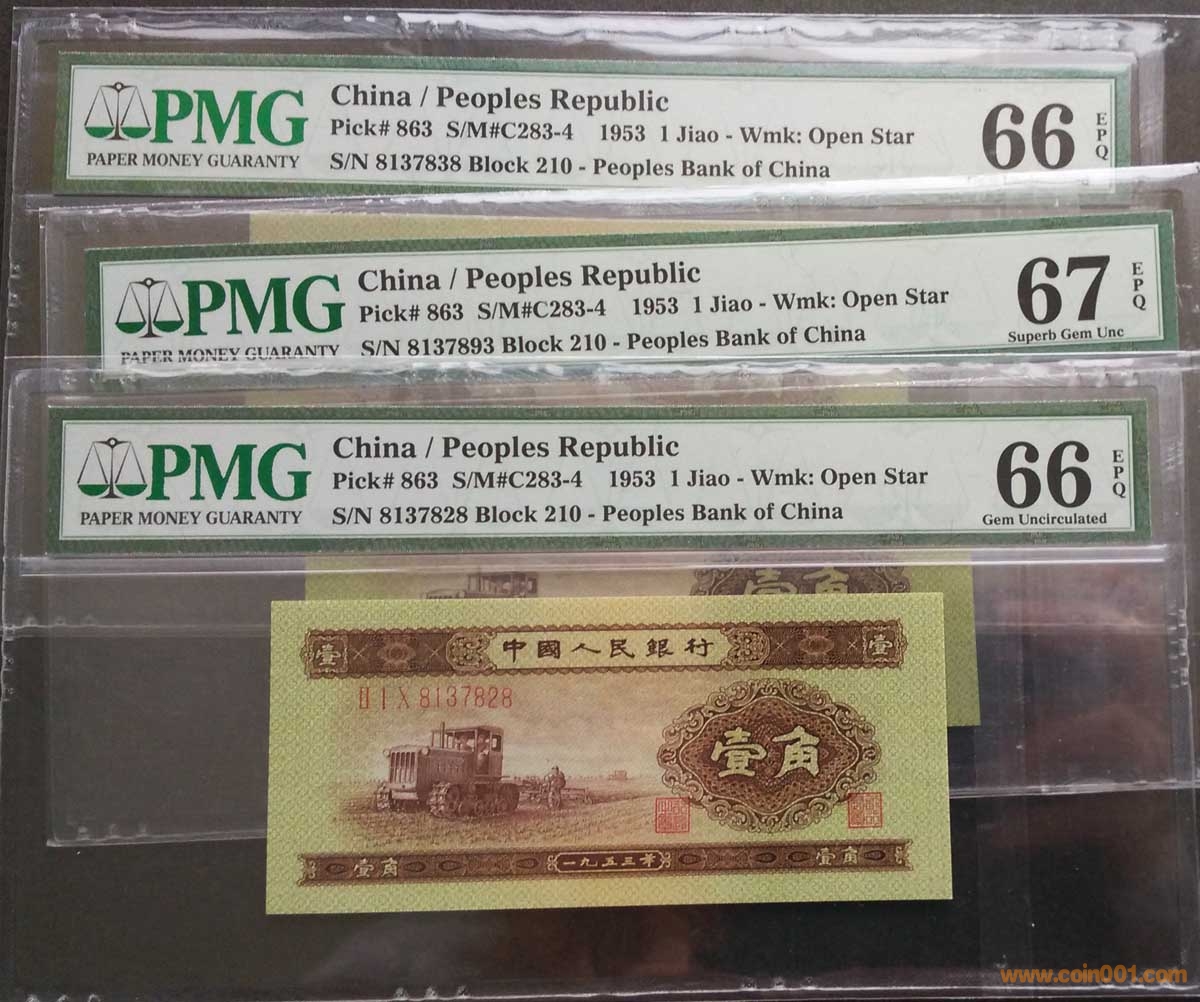 PMG
PAPER MONEY GUARANTY
China / Peoples Republic
Pick# 863 S/M#C283-4 1953 1 Jiao - Wmk: Open Star
S/N 8137838 Block 210 - Peoples Bank of China
66
EPQ
PMG
PAPER MONEY GUARANTY
China / Peoples Republic
Pick# 863 S/M#C283-4 1953 1 Jiao - Wmk: Open Star
S/N 8137893 Block 210 - Peoples Bank of China
67
EPQ
Superb Gem Unc
PMG
PAPER MONEY GUARANTY
China / Peoples Republic
Pick# 863 S/M#C283-4 1953 1 Jiao - Wmk: Open Star
S/N 8137828 Block 210 - Peoples Bank of China
66
EPQ
Gem Uncirculated
壹角
壹 中國人民銀行 壹
II I X 8137828
壹角
壹角 一九五三年 壹角
www.coin001.com